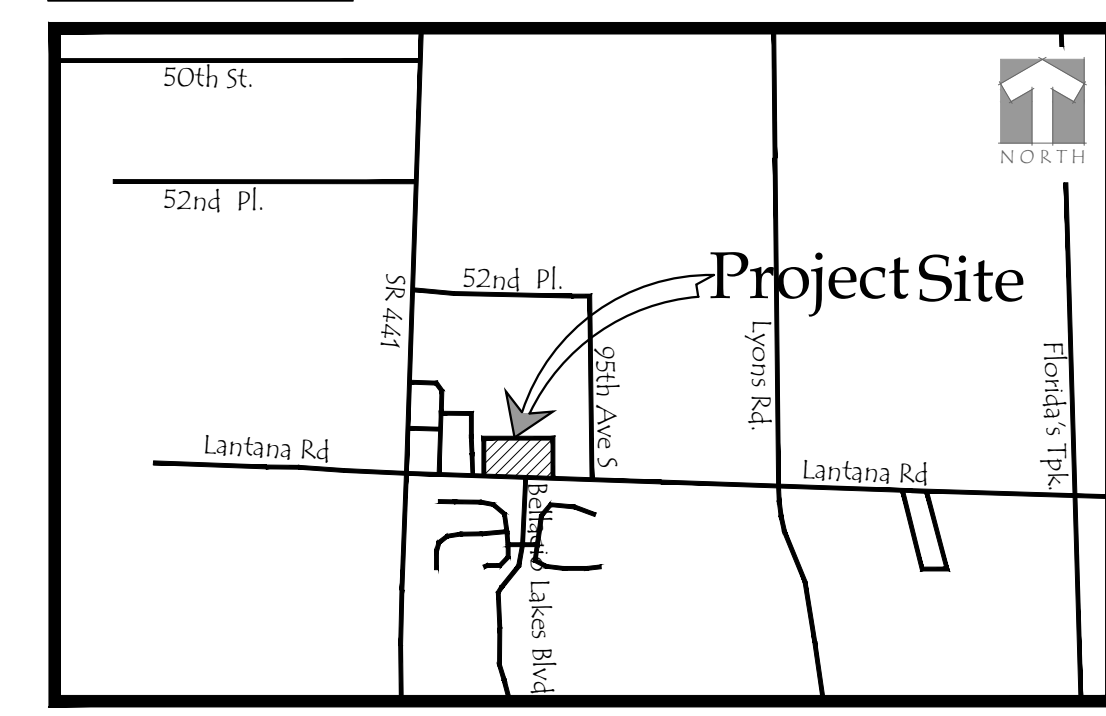 50th St.
NORTH
52nd Pl.
Project Site
52nd Pl.
SR 441
Lyons Rd.
95th Ave S
Florida's Tpk.
Lantana Rd
Lantana Rd
Bellagio Lakes Blvd